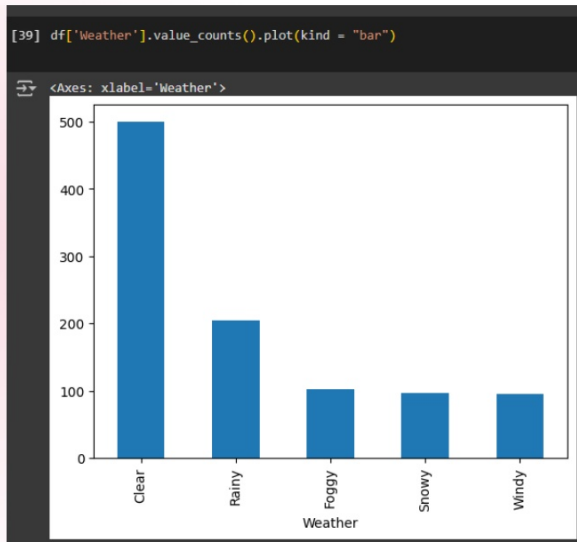 [39] df['Weather'].value_counts().plot(kind = "bar")
<Axes: xlabel='Weather'>
500
400
300
200
100
0
Clear
Rainy
Foggy
Snowy
Windy
Weather